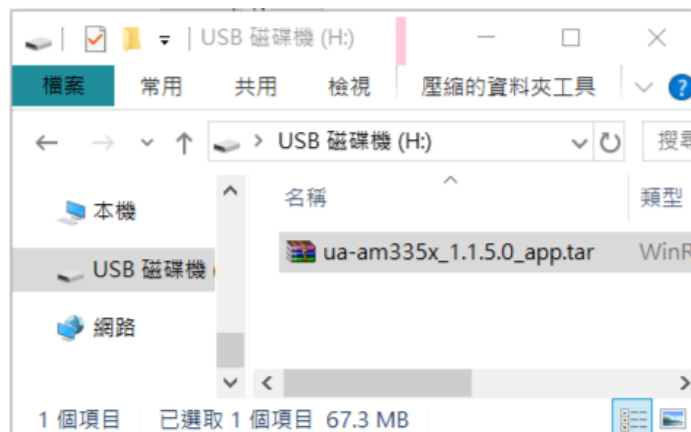 USB 磁碟機 (H:)
檔案 常用 共用 檢視 壓縮的資料夾工具
USB 磁碟機 (H:) 搜尋
名稱 類型
本機
ua-am335x_1.1.5.0_app.tar WinR
USB 磁碟機
網路
1 個項目 已選取 1 個項目 67.3 MB